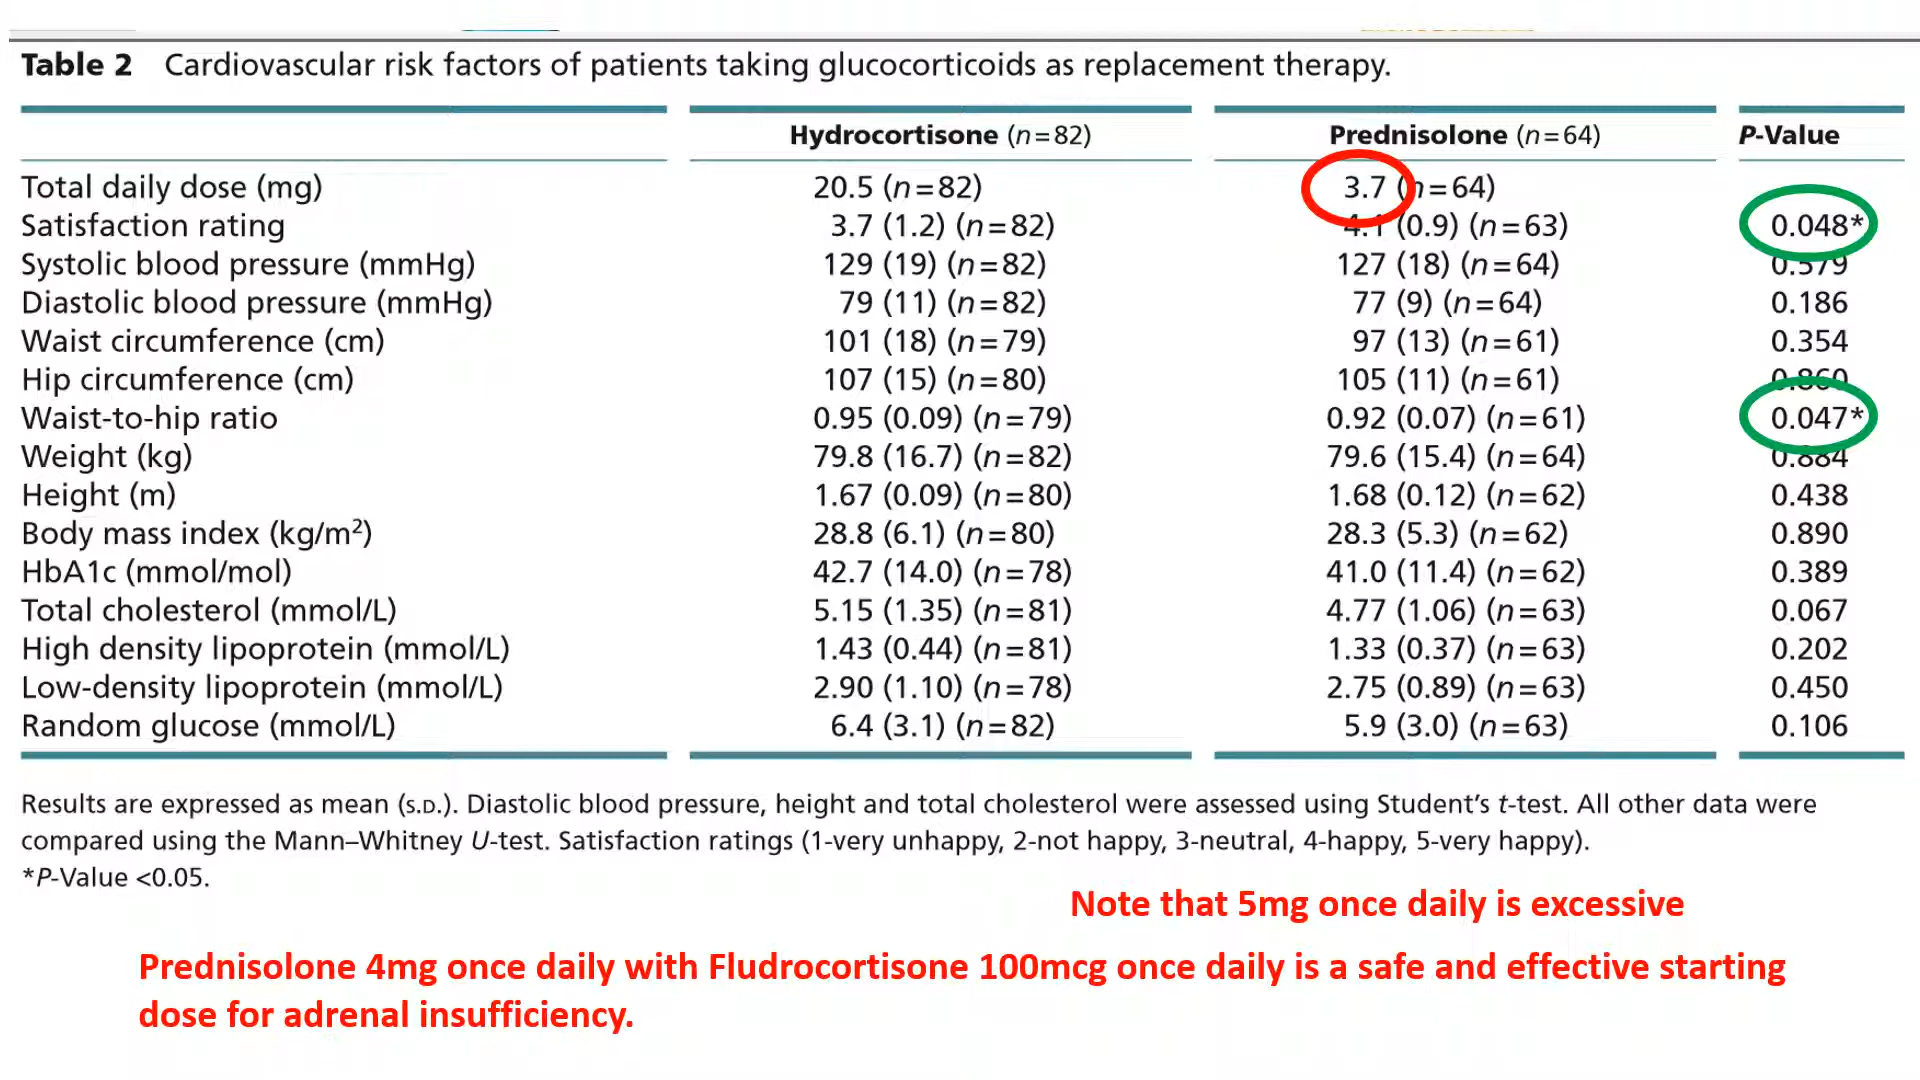 Table 2 Cardiovascular risk factors of patients taking glucocorticoids as replacement therapy.
Hydrocortisone (n=82) Prednisolone (n=64) P-Value
Total daily dose (mg) 20.5 (n=82) 3.7 (n=64)
Satisfaction rating 3.7 (1.2) (n=82) 4.1 (0.9) (n=63) 0.048*
Systolic blood pressure (mmHg) 129 (19) (n=82) 127 (18) (n=64) 0.579
Diastolic blood pressure (mmHg) 79 (11) (n=82) 77 (9) (n=64) 0.186
Waist circumference (cm) 101 (18) (n=79) 97 (13) (n=61) 0.354
Hip circumference (cm) 107 (15) (n=80) 105 (11) (n=61) 0.860
Waist-to-hip ratio 0.95 (0.09) (n=79) 0.92 (0.07) (n=61) 0.047*
Weight (kg) 79.8 (16.7) (n=82) 79.6 (15.4) (n=64) 0.884
Height (m) 1.67 (0.09) (n=80) 1.68 (0.12) (n=62) 0.438
Body mass index (kg/m²) 28.8 (6.1) (n=80) 28.3 (5.3) (n=62) 0.890
HbA1c (mmol/mol) 42.7 (14.0) (n=78) 41.0 (11.4) (n=62) 0.389
Total cholesterol (mmol/L) 5.15 (1.35) (n=81) 4.77 (1.06) (n=63) 0.067
High density lipoprotein (mmol/L) 1.43 (0.44) (n=81) 1.33 (0.37) (n=63) 0.202
Low-density lipoprotein (mmol/L) 2.90 (1.10) (n=78) 2.75 (0.89) (n=63) 0.450
Random glucose (mmol/L) 6.4 (3.1) (n=82) 5.9 (3.0) (n=63) 0.106
Results are expressed as mean (S.D.). Diastolic blood pressure, height and total cholesterol were assessed using Student's t-test. All other data were
compared using the Mann–Whitney U-test. Satisfaction ratings (1-very unhappy, 2-not happy, 3-neutral, 4-happy, 5-very happy).
*P-Value <0.05.
Note that 5mg once daily is excessive
Prednisolone 4mg once daily with Fludrocortisone 100mcg once daily is a safe and effective starting
dose for adrenal insufficiency.